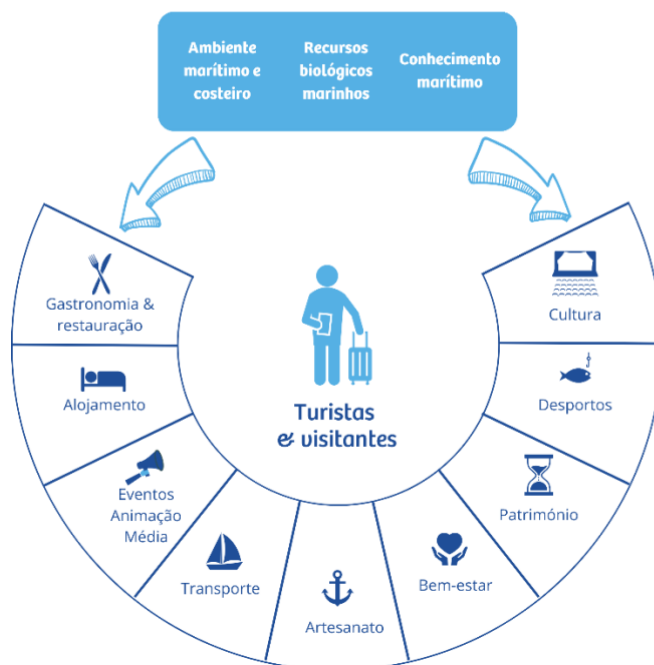 Ambiente
marítimo e
costeiro
Recursos
biológicos
marinhos
Conhecimento
marítimo
Gastronomia &
restauração
Alojamento
Eventos
Animação
Média
Transporte
Artesanato
Bem-estar
Património
Desportos
Cultura
Turistas
& visitantes